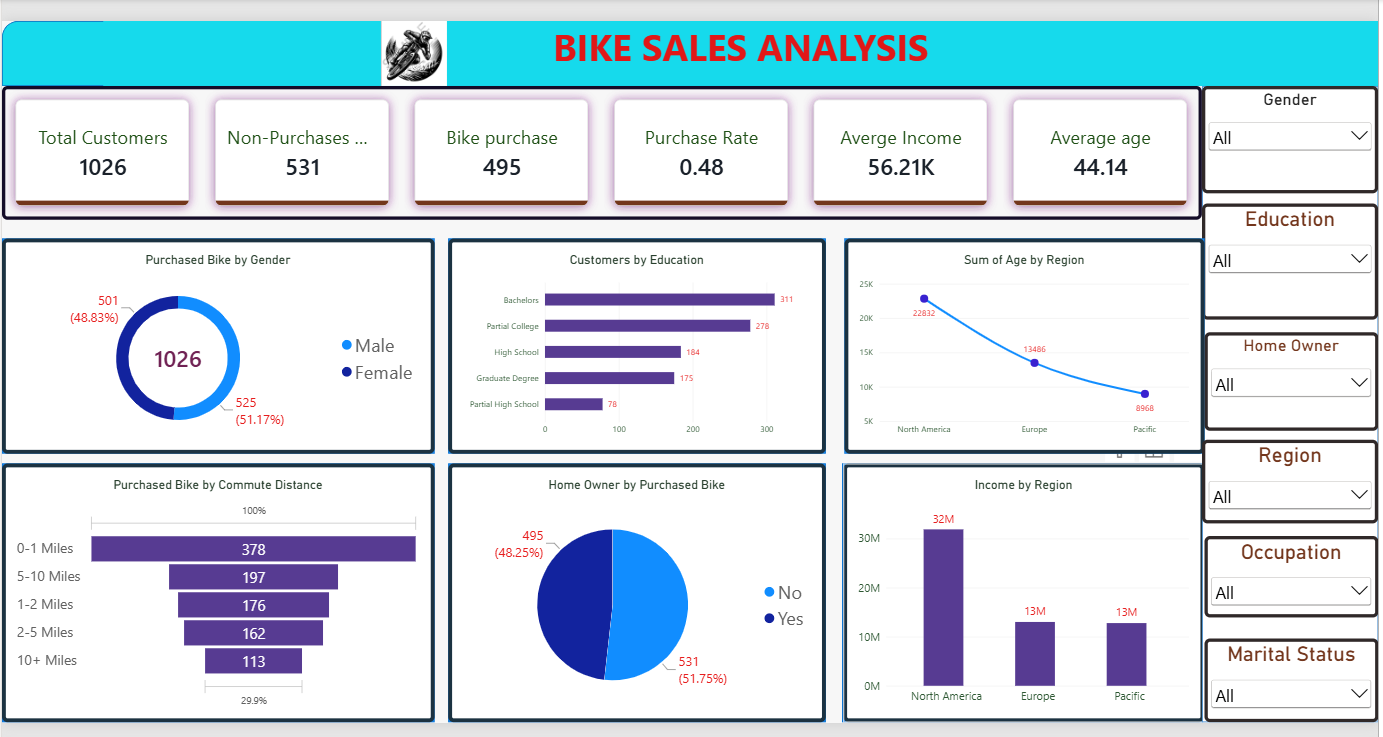 BIKE SALES ANALYSIS
Total Customers
1026
Non-Purchases ...
531
Bike purchase
495
Purchase Rate
0.48
Averge Income
56.21K
Average age
44.14
Gender
All
Education
All
Home Owner
All
Region
All
Occupation
All
Marital Status
All
Purchased Bike by Gender
501
(48.83%)
1026
525
(51.17%)
Male
Female
Customers by Education
Bachelors 311
Partial College 278
High School 184
Graduate Degree 175
Partial High School 78
0 100 200 300
Sum of Age by Region
25K
20K
15K
10K
5K
22832
13486
8968
North America Europe Pacific
Purchased Bike by Commute Distance
100%
0-1 Miles 378
5-10 Miles 197
1-2 Miles 176
2-5 Miles 162
10+ Miles 113
29.9%
Home Owner by Purchased Bike
495
(48.25%)
531
(51.75%)
No
Yes
Income by Region
30M
20M
10M
0M
32M
13M
13M
North America Europe Pacific